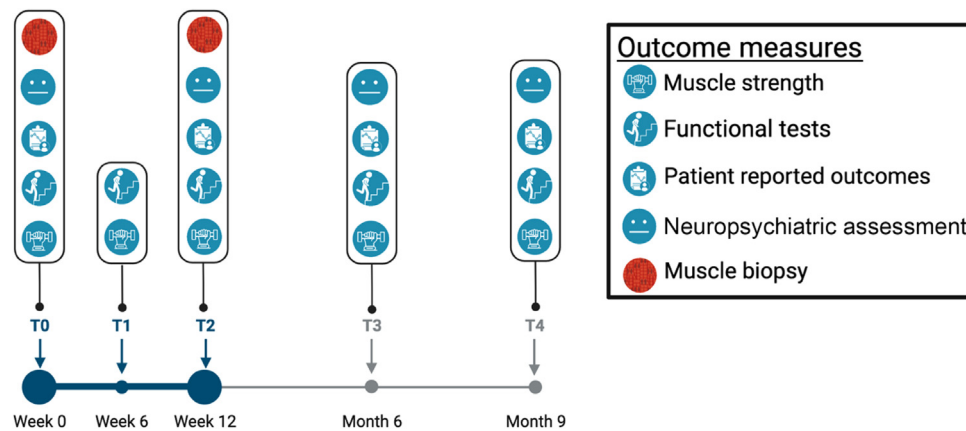 Outcome measures
Muscle strength
Functional tests
Patient reported outcomes
Neuropsychiatric assessment
Muscle biopsy
T0 T1 T2 T3 T4
Week 0 Week 6 Week 12 Month 6 Month 9